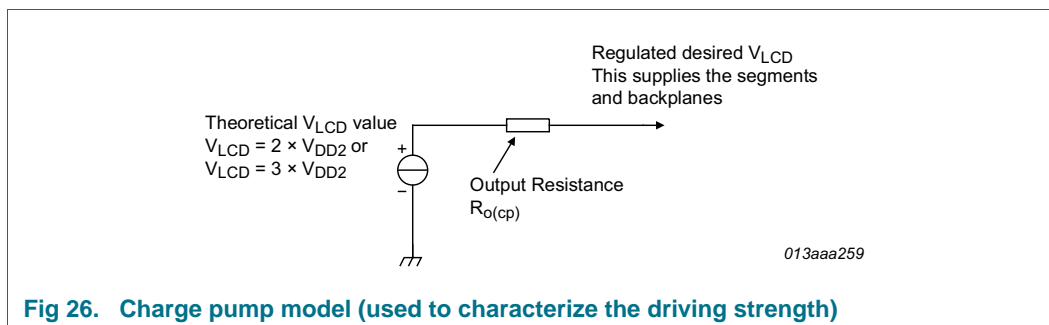 Regulated desired VLCD
This supplies the segments
and backplanes
Theoretical VLCD value
VLCD = 2 × VDD2 or
VLCD = 3 × VDD2
+
−
Output Resistance
Ro(cp)
013aaa259
Fig 26. Charge pump model (used to characterize the driving strength)